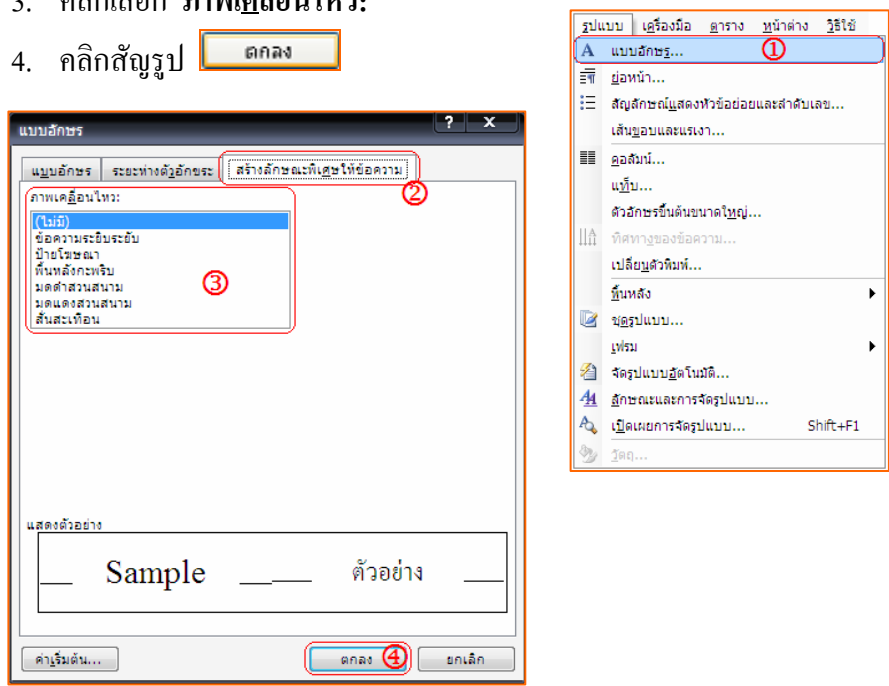 3. คลิกเลือก ภาพเคลื่อนไหว:
4. คลิกสัญรูป ตกลง
แบบอักษร ? X
แบบอักษร ระยะห่างตัวอักขระ สร้างลักษณะพิเศษให้ข้อความ ②
ภาพเคลื่อนไหว:
(ไม่มี)
ข้อความระยิบระยับ
ป้ายโฆษณา
พื้นหลังกะพริบ
มดดำสวนสนาม ③
มดแดงสวนสนาม
สั่นสะเทือน
แสดงตัวอย่าง
Sample ตัวอย่าง
ค่าเริ่มต้น... ตกลง ④ ยกเลิก
รูปแบบ เครื่องมือ ตาราง หน้าต่าง วิธีใช้
A แบบอักษร... ①
ย่อหน้า...
สัญลักษณ์แสดงหัวข้อย่อยและลำดับเลข...
เส้นขอบและแรเงา...
คอลัมน์...
แท็บ...
ตัวอักษรขึ้นต้นขนาดใหญ่...
ทิศทางของข้อความ...
เปลี่ยนตัวพิมพ์...
พื้นหลัง
ชุดรูปแบบ...
เฟรม
จัดรูปแบบอัตโนมัติ...
ลักษณะและการจัดรูปแบบ...
เปิดเผยการจัดรูปแบบ... Shift+F1
วัตถุ...